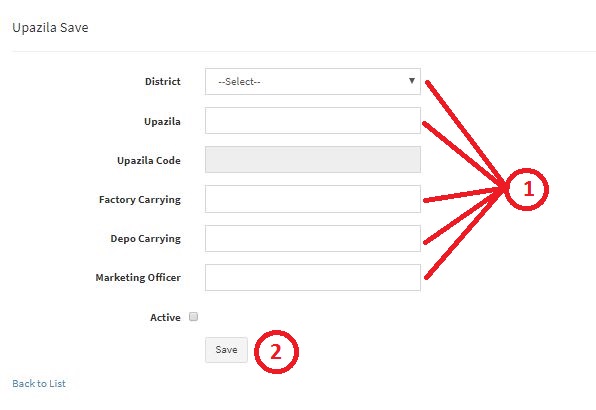 Upazila Save
District --Select--
Upazila
Upazila Code
Factory Carrying
1
Depo Carrying
Marketing Officer
Active
Save 2
Back to List